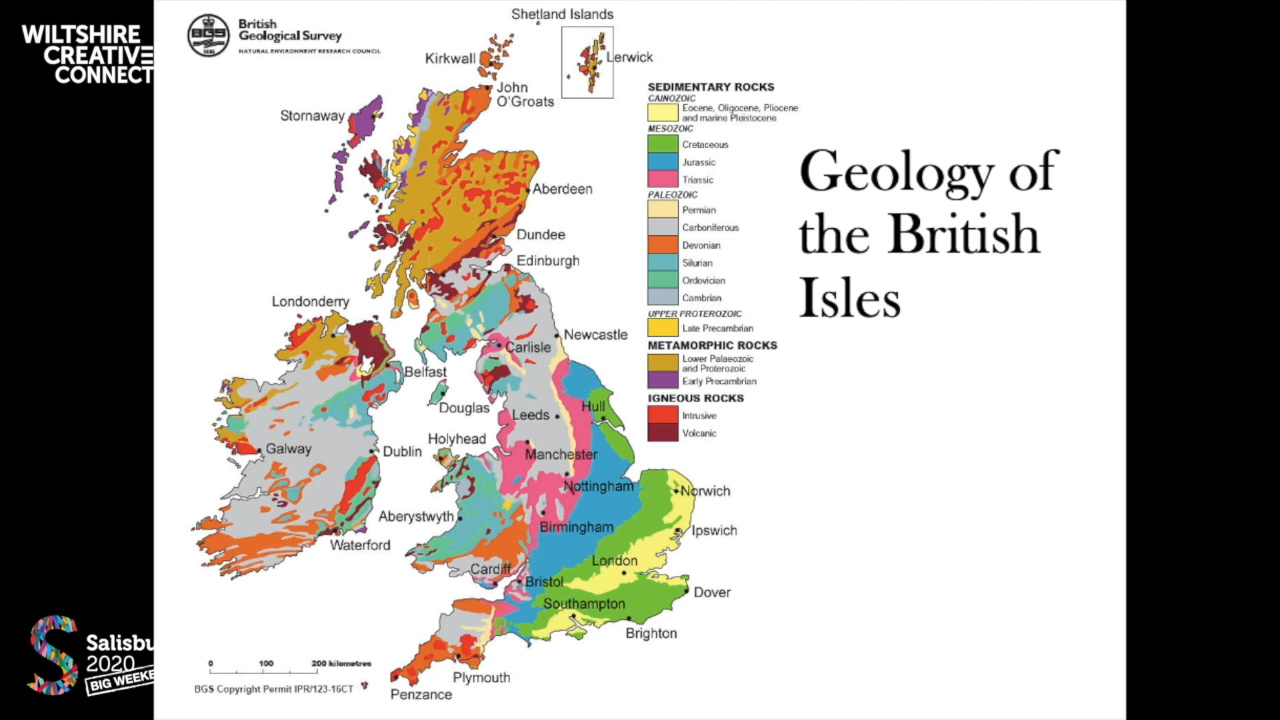 WILTSHIRE
CREATIVE
CONNECT
British
Geological Survey
NATURAL ENVIRONMENT RESEARCH COUNCIL
BGS
Shetland Islands
Kirkwall
Lerwick
John
O'Groats
Stornaway
Aberdeen
Dundee
Edinburgh
Londonderry
Newcastle
Carlisle
Belfast
Douglas
Leeds
Hull
Holyhead
Galway
Dublin
Manchester
Nottingham
Norwich
Aberystwyth
Birmingham
Ipswich
Waterford
London
Cardiff
Bristol
Dover
Southampton
Brighton
Plymouth
Penzance
SEDIMENTARY ROCKS
CAINOZOIC
Eocene, Oligocene, Pliocene
and marine Pleistocene
MESOZOIC
Cretaceous
Jurassic
Triassic
PALEOZOIC
Permian
Carboniferous
Devonian
Silurian
Ordovician
Cambrian
UPPER PROTEROZOIC
Late Precambrian
METAMORPHIC ROCKS
Lower Palaeozoic
and Proterozoic
Early Precambrian
IGNEOUS ROCKS
Intrusive
Volcanic
Geology of
the British
Isles
0 100 200 kilometres
BGS Copyright Permit IPR/123-16CT
S
Salisbu
2020
BIG WEEKE